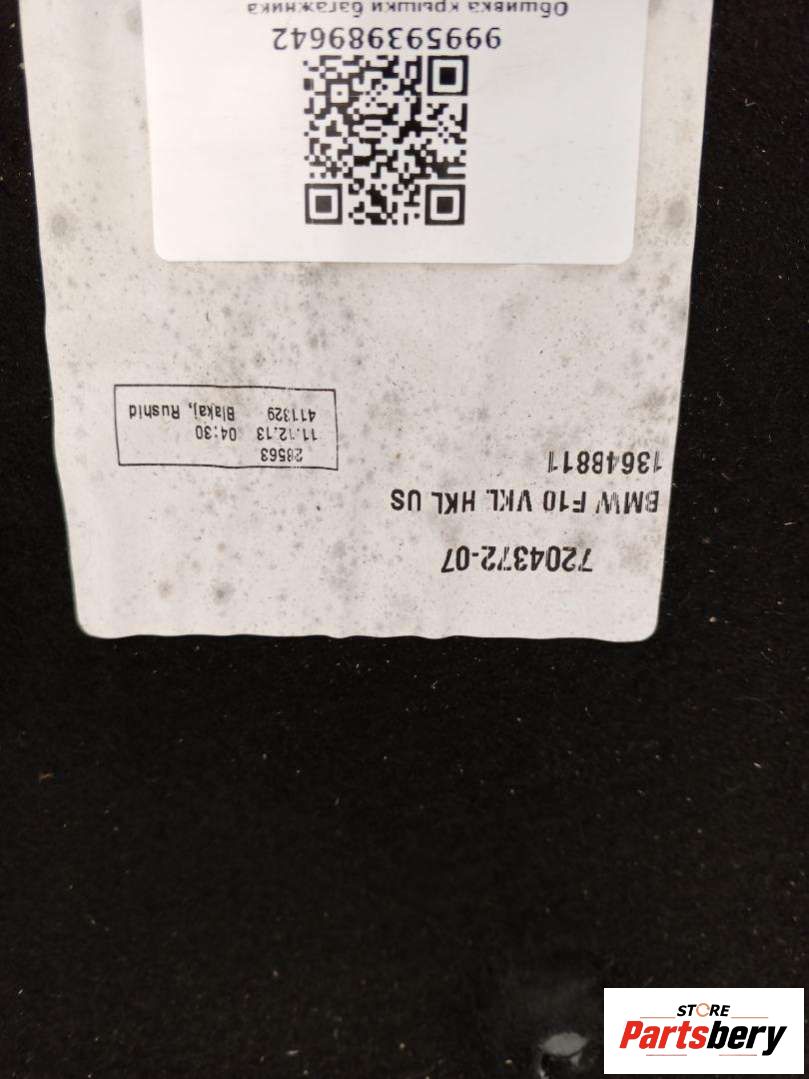 7204372-07
BMW F10 VKL HKL US
13648811
28563
11.12.13 04:30
411329 Blakaj, Rushid
999593989642
Обшивка крышки багажника
STORE
Partsbery